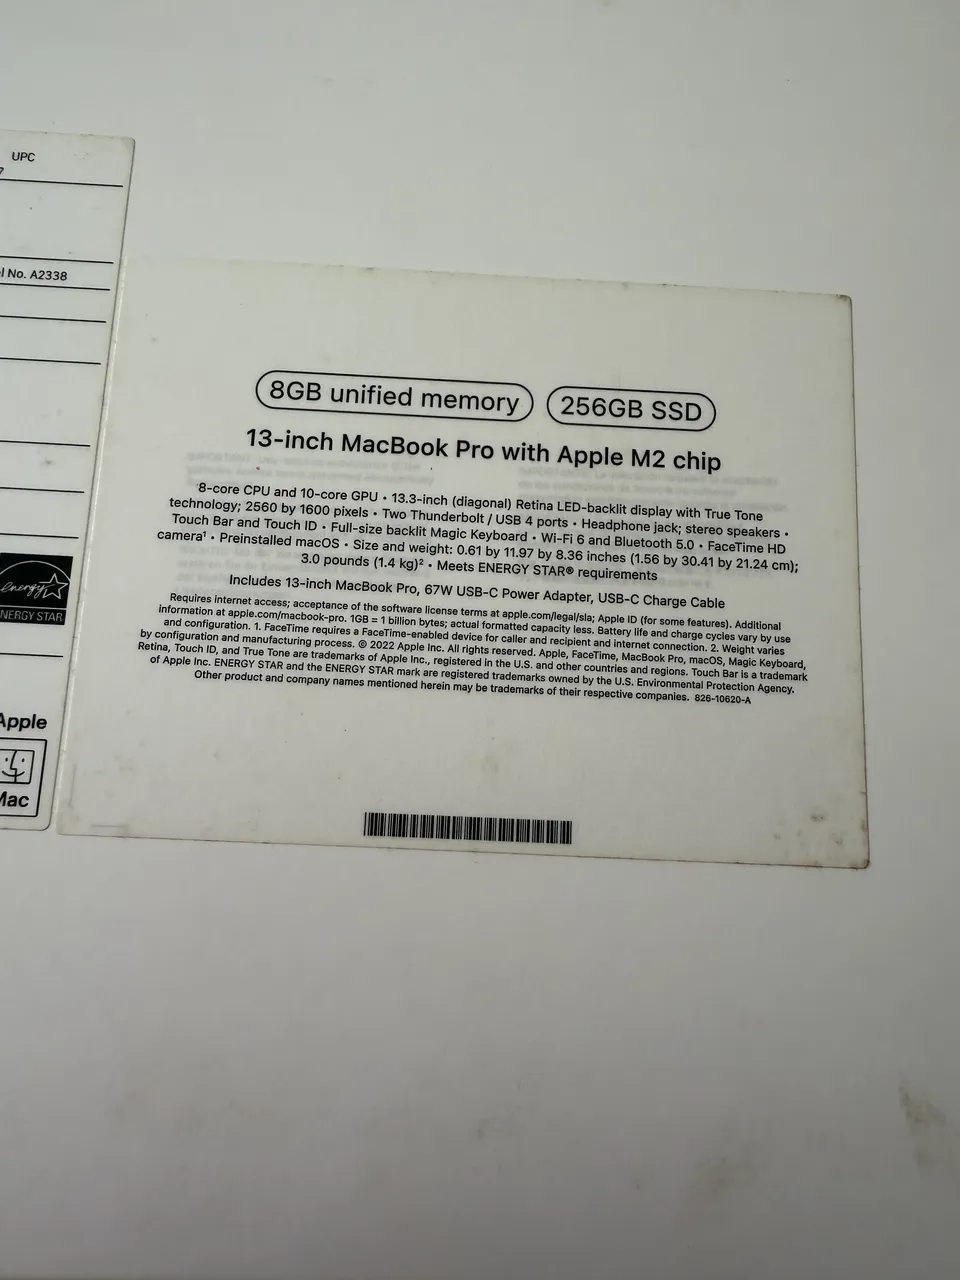 UPC
7
l No. A2338
ENERGY STAR
Apple
Mac
8GB unified memory 256GB SSD
13-inch MacBook Pro with Apple M2 chip
8-core CPU and 10-core GPU • 13.3-inch (diagonal) Retina LED-backlit display with True Tone
technology; 2560 by 1600 pixels • Two Thunderbolt / USB 4 ports • Headphone jack; stereo speakers •
Touch Bar and Touch ID • Full-size backlit Magic Keyboard • Wi-Fi 6 and Bluetooth 5.0 • FaceTime HD
camera¹ • Preinstalled macOS • Size and weight: 0.61 by 11.97 by 8.36 inches (1.56 by 30.41 by 21.24 cm);
3.0 pounds (1.4 kg)² • Meets ENERGY STAR® requirements
Includes 13-inch MacBook Pro, 67W USB-C Power Adapter, USB-C Charge Cable
Requires internet access; acceptance of the software license terms at apple.com/legal/sla; Apple ID (for some features). Additional
information at apple.com/macbook-pro. 1GB = 1 billion bytes; actual formatted capacity less. Battery life and charge cycles vary by use
and configuration. 1. FaceTime requires a FaceTime-enabled device for caller and recipient and internet connection. 2. Weight varies
by configuration and manufacturing process. © 2022 Apple Inc. All rights reserved. Apple, FaceTime, MacBook Pro, macOS, Magic Keyboard,
Retina, Touch ID, and True Tone are trademarks of Apple Inc., registered in the U.S. and other countries and regions. Touch Bar is a trademark
of Apple Inc. ENERGY STAR and the ENERGY STAR mark are registered trademarks owned by the U.S. Environmental Protection Agency.
Other product and company names mentioned herein may be trademarks of their respective companies. 826-10620-A